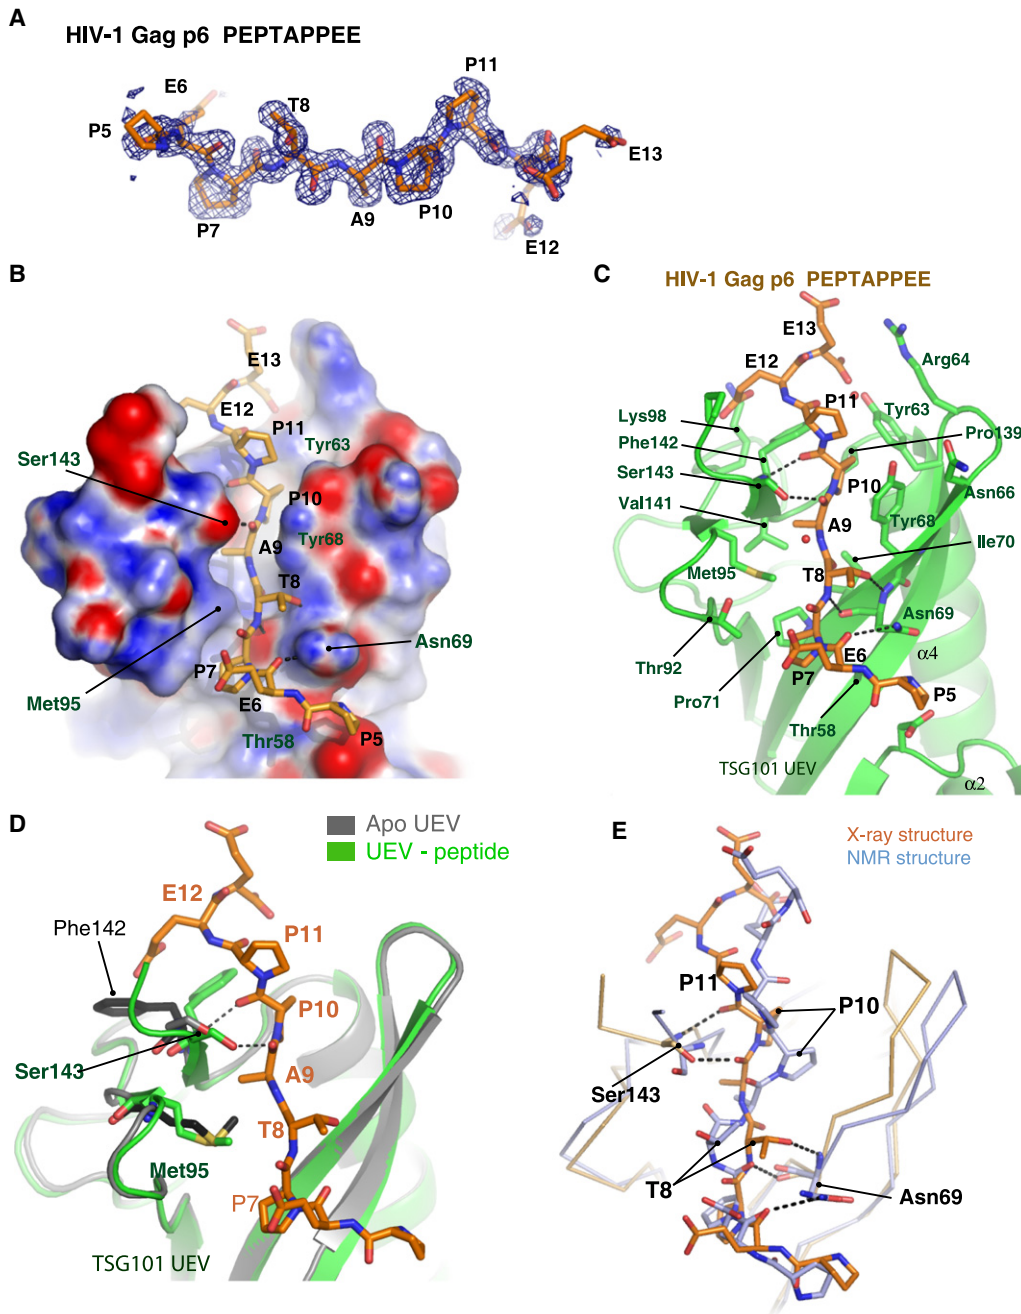 A
HIV-1 Gag p6 PEPTAPPEE
P11
E6
T8
P5
E13
A9
P10
P7
E12
B
E13
E12
P11
Tyr63
Ser143
P10
Tyr68
A9
T8
Asn69
P7
E6
Met95
Thr58
P5
C
HIV-1 Gag p6 PEPTAPPEE
E13
E12
Arg64
P11
Tyr63
Lys98
Pro139
Phe142
Ser143
P10
Asn66
Val141
A9
Tyr68
Ile70
Met95
T8
Asn69
Thr92
E6
α4
P7
Pro71
P5
Thr58
TSG101 UEV
α2
D
Apo UEV
UEV - peptide
E12
Phe142
P11
P10
Ser143
A9
T8
Met95
P7
TSG101 UEV
E
X-ray structure
NMR structure
P11
P10
Ser143
T8
Asn69